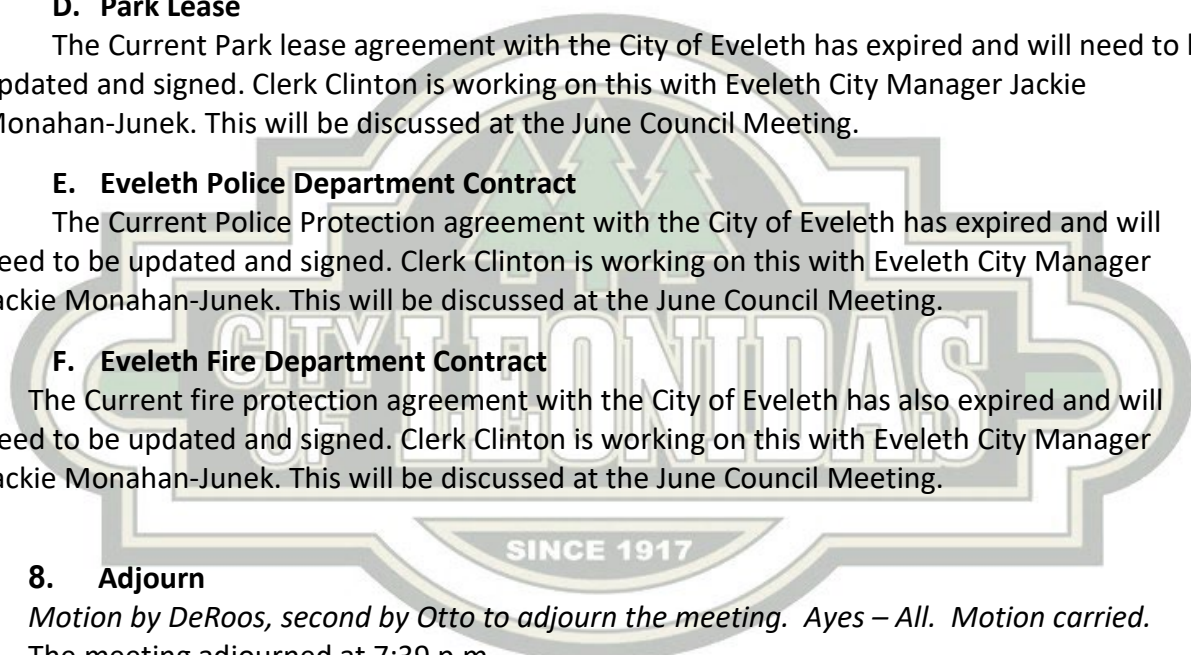 D. Park Lease
The Current Park lease agreement with the City of Eveleth has expired and will need to
updated and signed. Clerk Clinton is working on this with Eveleth City Manager Jackie
Monahan-Junek. This will be discussed at the June Council Meeting.
E. Eveleth Police Department Contract
The Current Police Protection agreement with the City of Eveleth has expired and will
eed to be updated and signed. Clerk Clinton is working on this with Eveleth City Manager
ackie Monahan-Junek. This will be discussed at the June Council Meeting.
CITY OF LEONIDAS
F. Eveleth Fire Department Contract
The Current fire protection agreement with the City of Eveleth has also expired and will
eed to be updated and signed. Clerk Clinton is working on this with Eveleth City Manager
ackie Monahan-Junek. This will be discussed at the June Council Meeting.
SINCE 1917
8. Adjourn
Motion by DeRoos, second by Otto to adjourn the meeting. Ayes – All. Motion carried.
The meeting adjourned at 7:39 p.m.